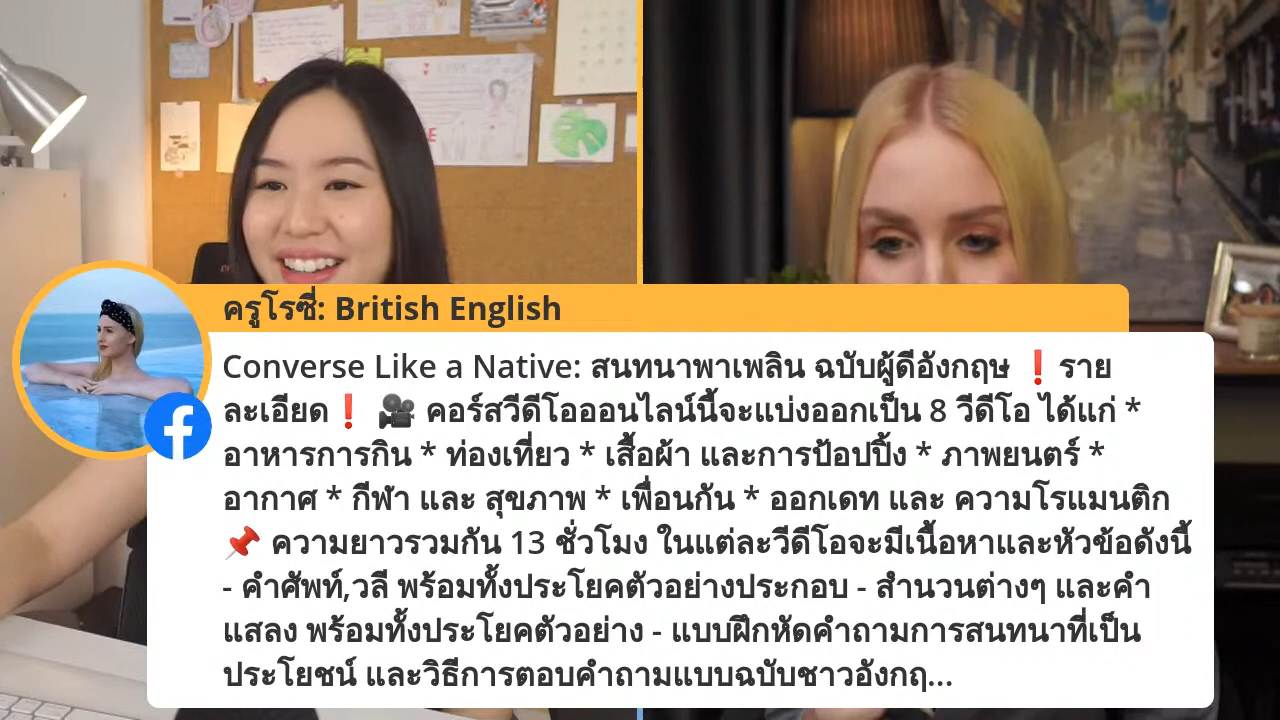 ครูโรซี่: British English
Converse Like a Native: สนทนาพาเพลิน ฉบับผู้ดีอังกฤษ ❗ราย
ละเอียด❗ 🎥 คอร์สวีดีโอออนไลน์นี้จะแบ่งออกเป็น 8 วีดีโอ ได้แก่ *
อาหารการกิน * ท่องเที่ยว * เสื้อผ้า และการป้อปปิ้ง * ภาพยนตร์ *
อากาศ * กีฬา และ สุขภาพ * เพื่อนกัน * ออกเดท และ ความโรแมนติก
📌 ความยาวรวมกัน 13 ชั่วโมง ในแต่ละวีดีโอจะมีเนื้อหาและหัวข้อดังนี้
- คำศัพท์,วลี พร้อมทั้งประโยคตัวอย่างประกอบ - สำนวนต่างๆ และคำ
แสลง พร้อมทั้งประโยคตัวอย่าง - แบบฝึกหัดคำถามการสนทนาที่เป็น
ประโยชน์ และวิธีการตอบคำถามแบบฉบับชาวอังกฤ...